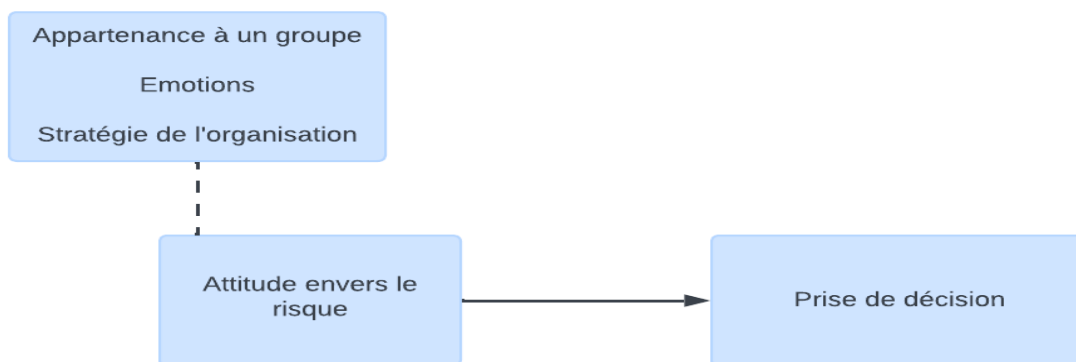 Appartenance à un groupe
Emotions
Stratégie de l'organisation
Attitude envers le
risque
Prise de décision